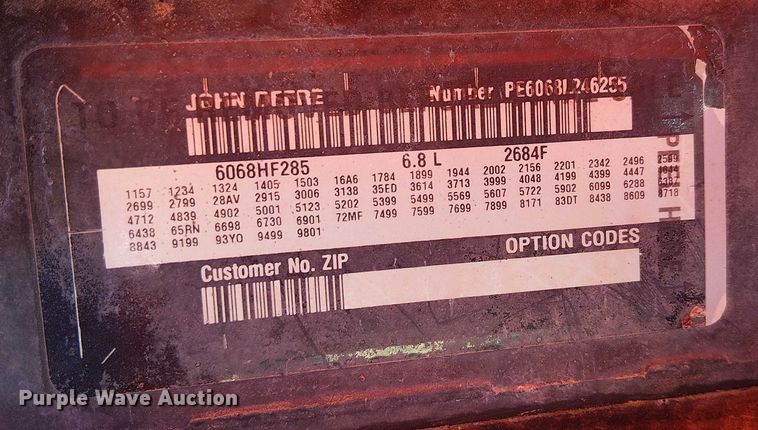 JOHN DEERE Number PE6068L246255
6068HF285 6.8 L 2684F
1157 1234 1324 1405 1503 16A6 1784 1899 1944 2002 2156 2201 2342 2496
2699 2799 28AV 2915 3006 3138 35ED 3614 3713 3999 4048 4199 4399 4447
4712 4839 4902 5001 5123 5202 5399 5499 5569 5607 5722 5902 6099 6288
6438 65RN 6698 6730 6901 72MF 7499 7599 7699 7899 8171 83DT 8438 8609 8718
8843 9199 93YO 9499 9801
OPTION CODES
Customer No. ZIP
Purple Wave Auction